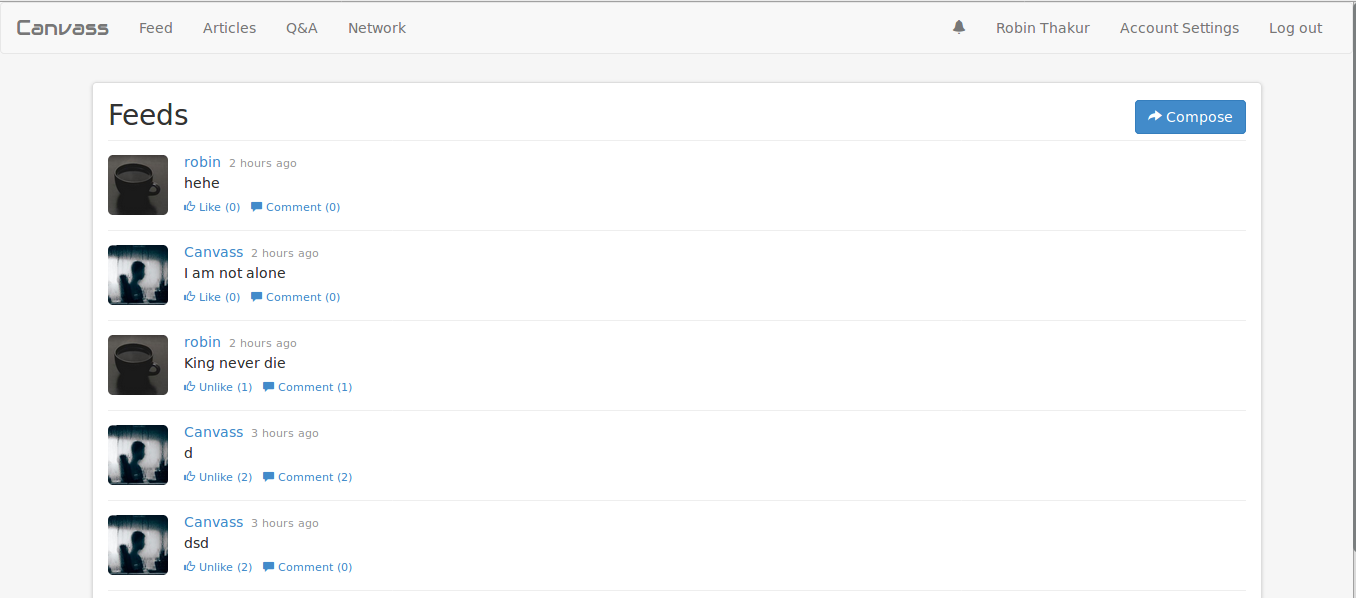 Canvass Feed Articles Q&A Network Robin Thakur Account Settings Log out
Feeds Compose
robin 2 hours ago
hehe
Like (0) Comment (0)
Canvass 2 hours ago
I am not alone
Like (0) Comment (0)
robin 2 hours ago
King never die
Unlike (1) Comment (1)
Canvass 3 hours ago
d
Unlike (2) Comment (2)
Canvass 3 hours ago
dsd
Unlike (2) Comment (0)